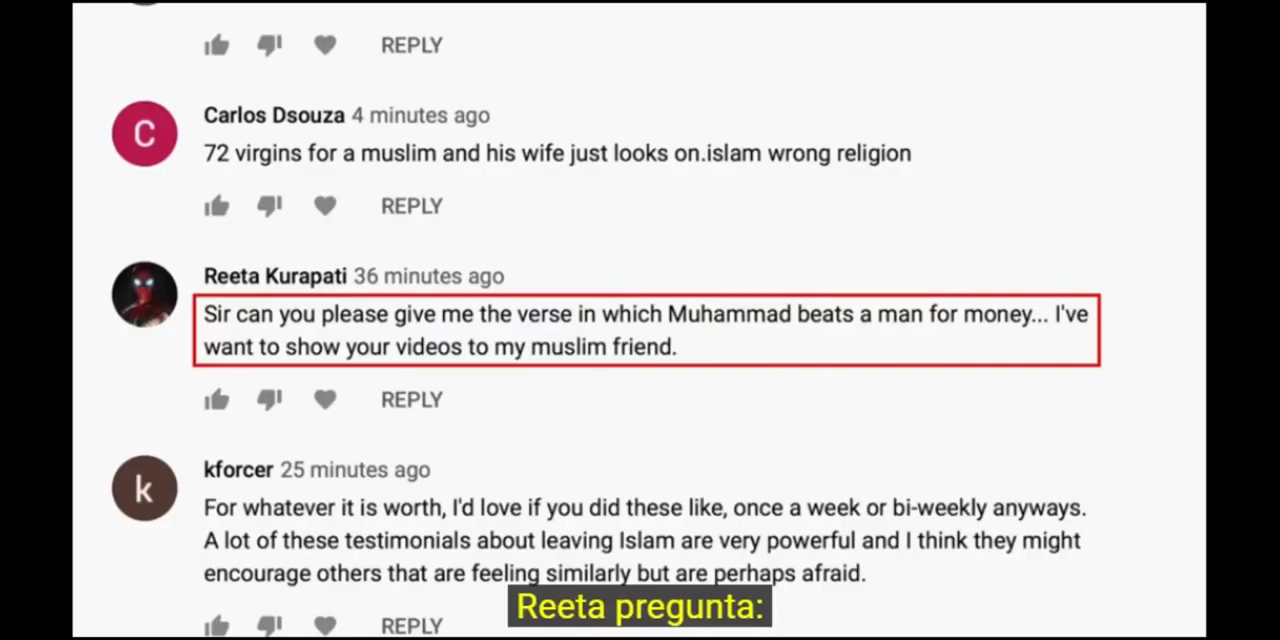 REPLY
Carlos Dsouza 4 minutes ago
72 virgins for a muslim and his wife just looks on.islam wrong religion
REPLY
Reeta Kurapati 36 minutes ago
Sir can you please give me the verse in which Muhammad beats a man for money... I've
want to show your videos to my muslim friend.
REPLY
kforcer 25 minutes ago
For whatever it is worth, I'd love if you did these like, once a week or bi-weekly anyways.
A lot of these testimonials about leaving Islam are very powerful and I think they might
encourage others that are feeling similarly but are perhaps afraid.
Reeta pregunta:
REPLY
C
k